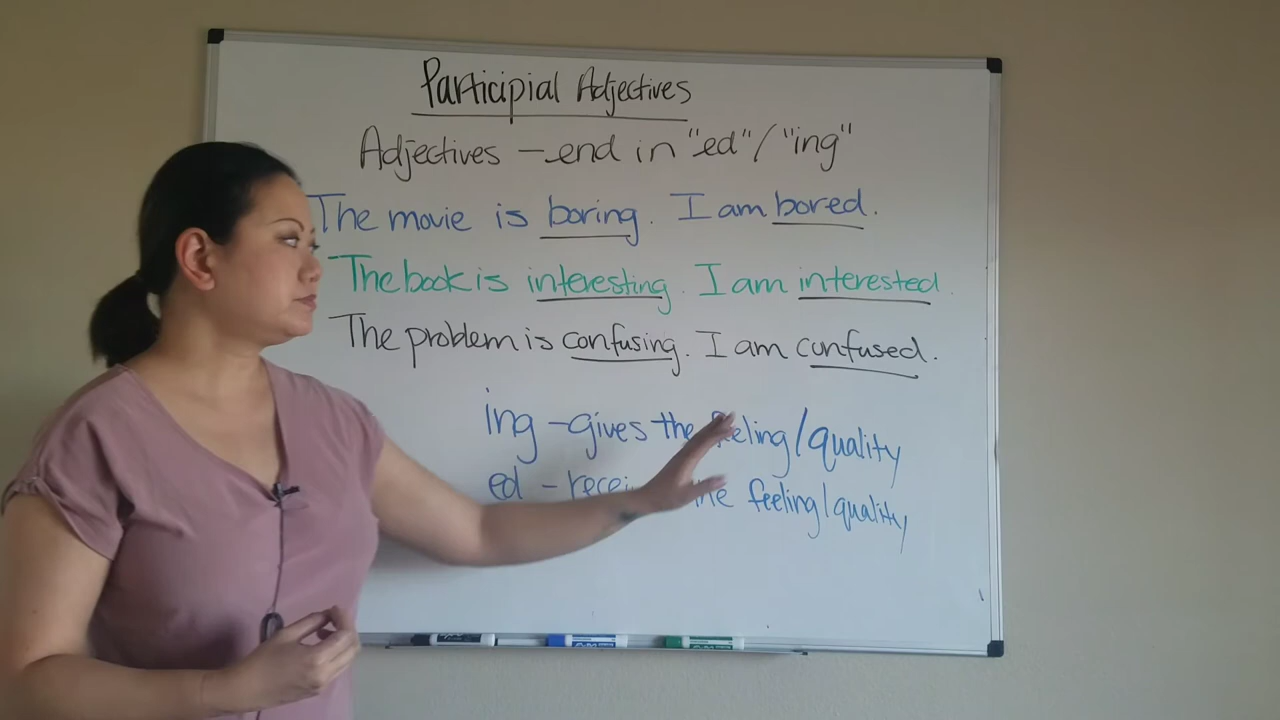 Participial Adjectives
Adjectives - end in "ed" / "ing"
The movie is boring. I am bored.
The book is interesting. I am interested.
The problem is confusing. I am confused.
ing - gives the feeling/quality
ed - feeling/quality